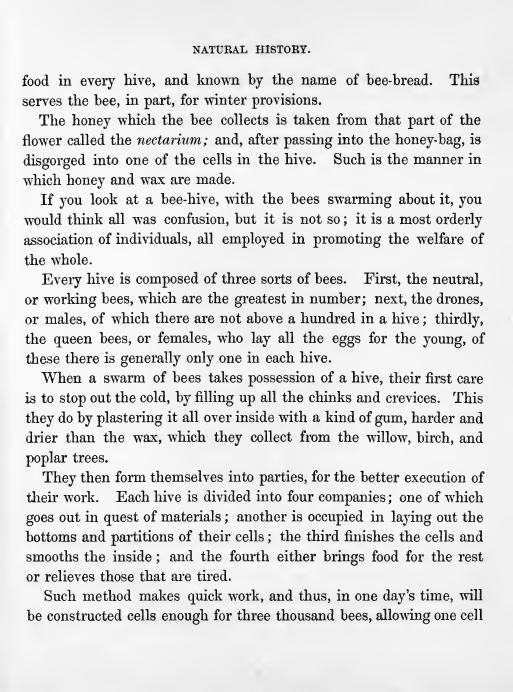 NATURAL HISTORY.
food in every hive, and known by the name of bee-bread. This
serves the bee, in part, for winter provisions.
The honey which the bee collects is taken from that part of the
flower called the nectarium; and, after passing into the honey-bag, is
disgorged into one of the cells in the hive. Such is the manner in
which honey and wax are made.
If you look at a bee-hive, with the bees swarming about it, you
would think all was confusion, but it is not so; it is a most orderly
association of individuals, all employed in promoting the welfare of
the whole.
Every hive is composed of three sorts of bees. First, the neutral,
or working bees, which are the greatest in number; next, the drones,
or males, of which there are not above a hundred in a hive; thirdly,
the queen bees, or females, who lay all the eggs for the young, of
these there is generally only one in each hive.
When a swarm of bees takes possession of a hive, their first care
is to stop out the cold, by filling up all the chinks and crevices. This
they do by plastering it all over inside with a kind of gum, harder and
drier than the wax, which they collect from the willow, birch, and
poplar trees.
They then form themselves into parties, for the better execution of
their work. Each hive is divided into four companies; one of which
goes out in quest of materials; another is occupied in laying out the
bottoms and partitions of their cells; the third finishes the cells and
smooths the inside; and the fourth either brings food for the rest
or relieves those that are tired.
Such method makes quick work, and thus, in one day's time, will
be constructed cells enough for three thousand bees, allowing one cell